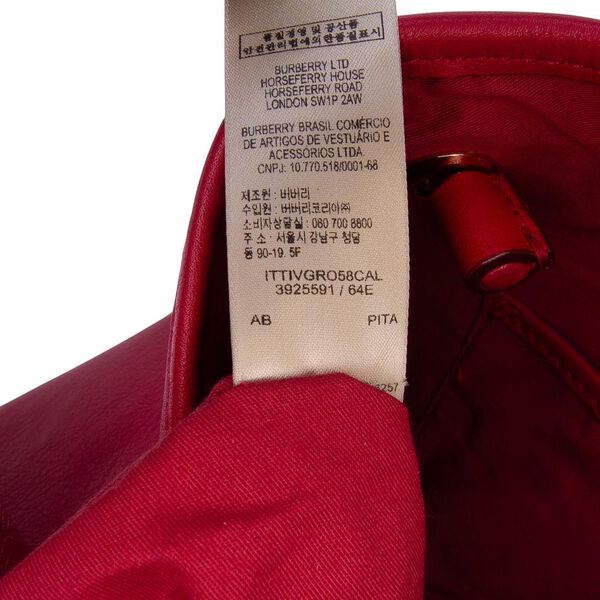 품질경영 및 공산품
안전관리법에의한품질표시
BURBERRY LTD
HORSEFERRY HOUSE
HORSEFERRY ROAD
LONDON SW1P 2AW
BURBERRY BRASIL COMÉRCIO
DE ARTIGOS DE VESTUÁRIO E
ACESSÓRIOS LTDA.
CNPJ: 10.770.518/0001-68
제조원 : 버버리
수입원 : 버버리코리아㈜
소비자상담실 : 080 700 8800
주 소 : 서울시 강남구 청담
동 90-19. 5F
ITTIVGRO58CAL
3925591 / 64E
AB PITA